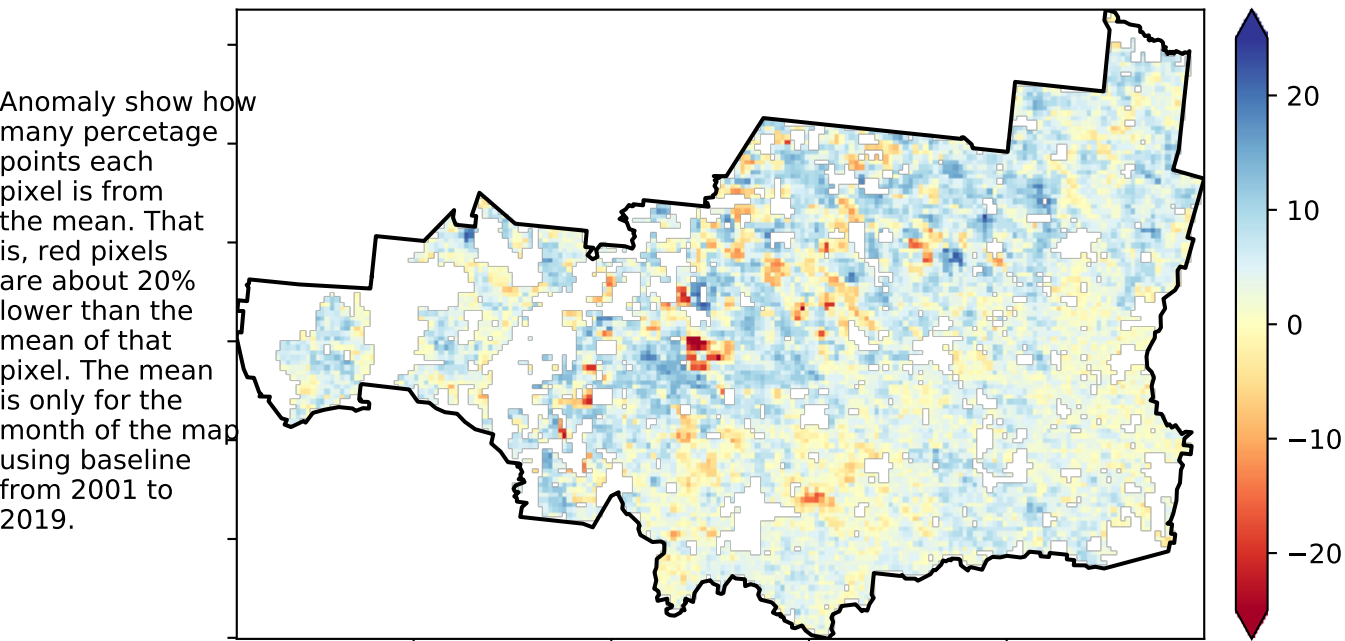 Anomaly show how
many percetage
points each
pixel is from
the mean. That
is, red pixels
are about 20%
lower than the
mean of that
pixel. The mean
is only for the
month of the map
using baseline
from 2001 to
2019.
20
10
0
−10
−20